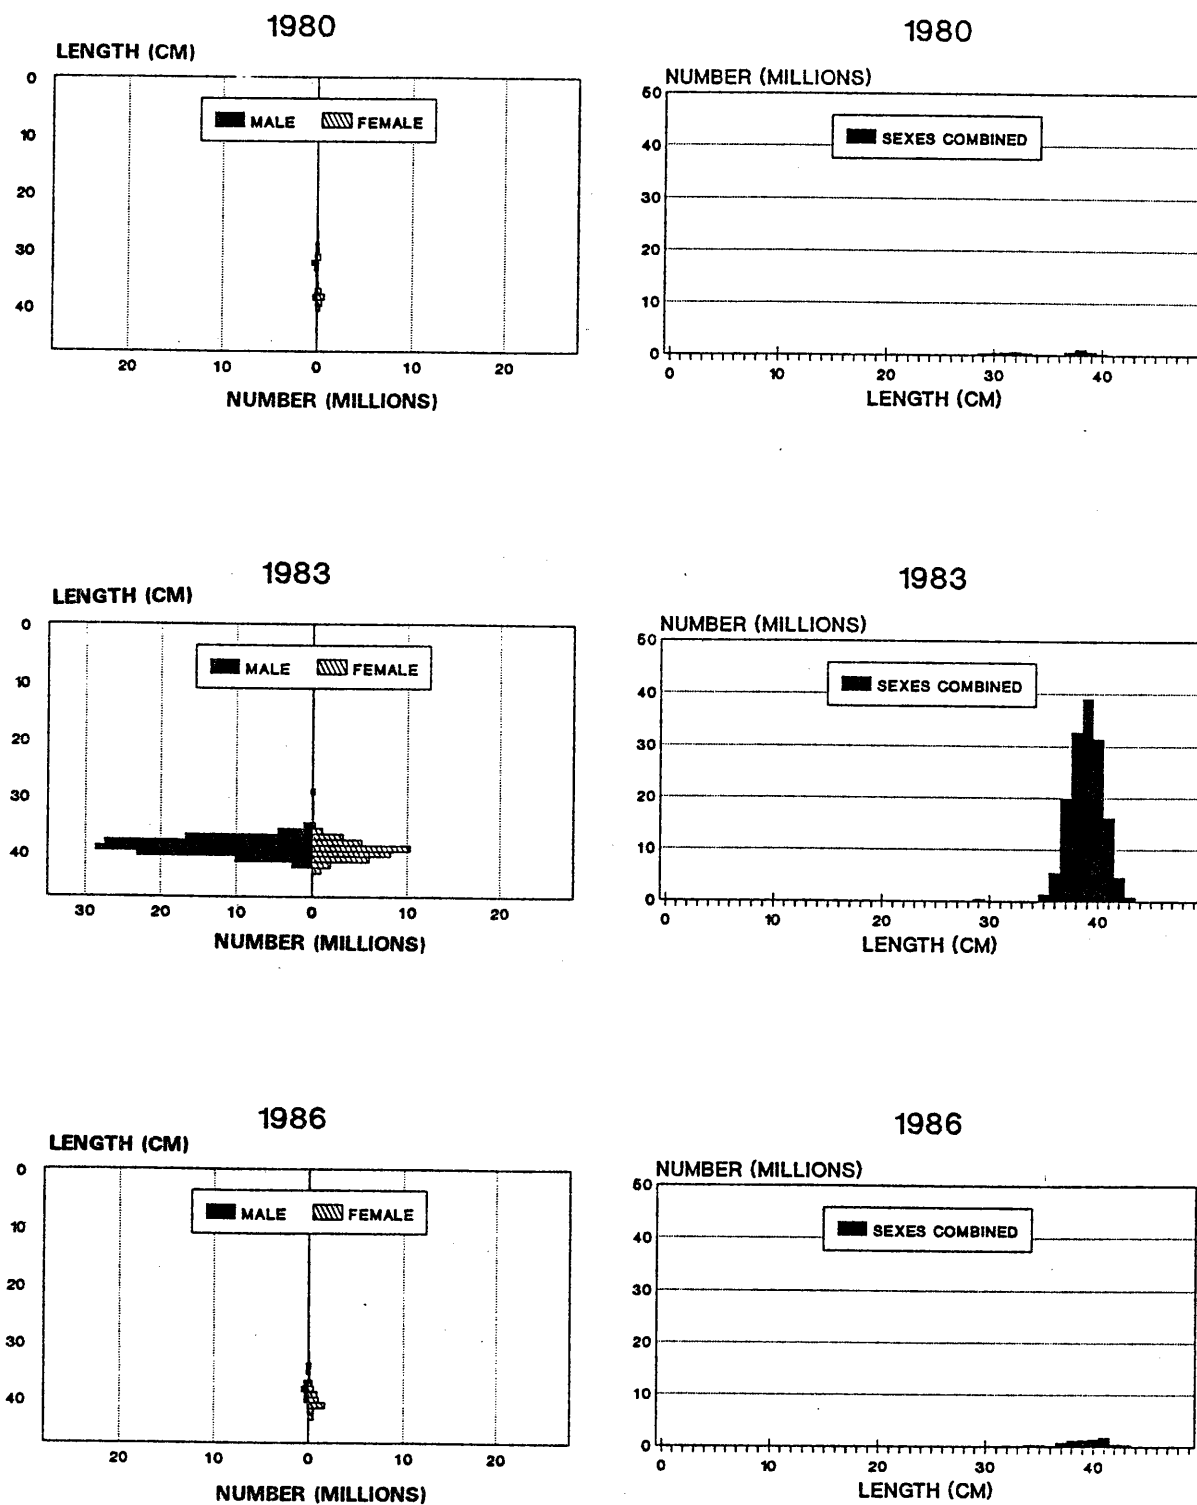 1980
LENGTH (CM)
0
MALE FEMALE
10
20
30
40
20 10 0 10 20
NUMBER (MILLIONS)
1980
NUMBER (MILLIONS)
50
SEXES COMBINED
40
30
20
10
0
0 10 20 30 40
LENGTH (CM)
1983
LENGTH (CM)
0
MALE FEMALE
10
20
30
40
30 20 10 0 10 20
NUMBER (MILLIONS)
1983
NUMBER (MILLIONS)
50
SEXES COMBINED
40
30
20
10
0
0 10 20 30 40
LENGTH (CM)
1986
LENGTH (CM)
0
MALE FEMALE
10
20
30
40
20 10 0 10 20
NUMBER (MILLIONS)
1986
NUMBER (MILLIONS)
50
SEXES COMBINED
40
30
20
10
0
0 10 20 30 40
LENGTH (CM)